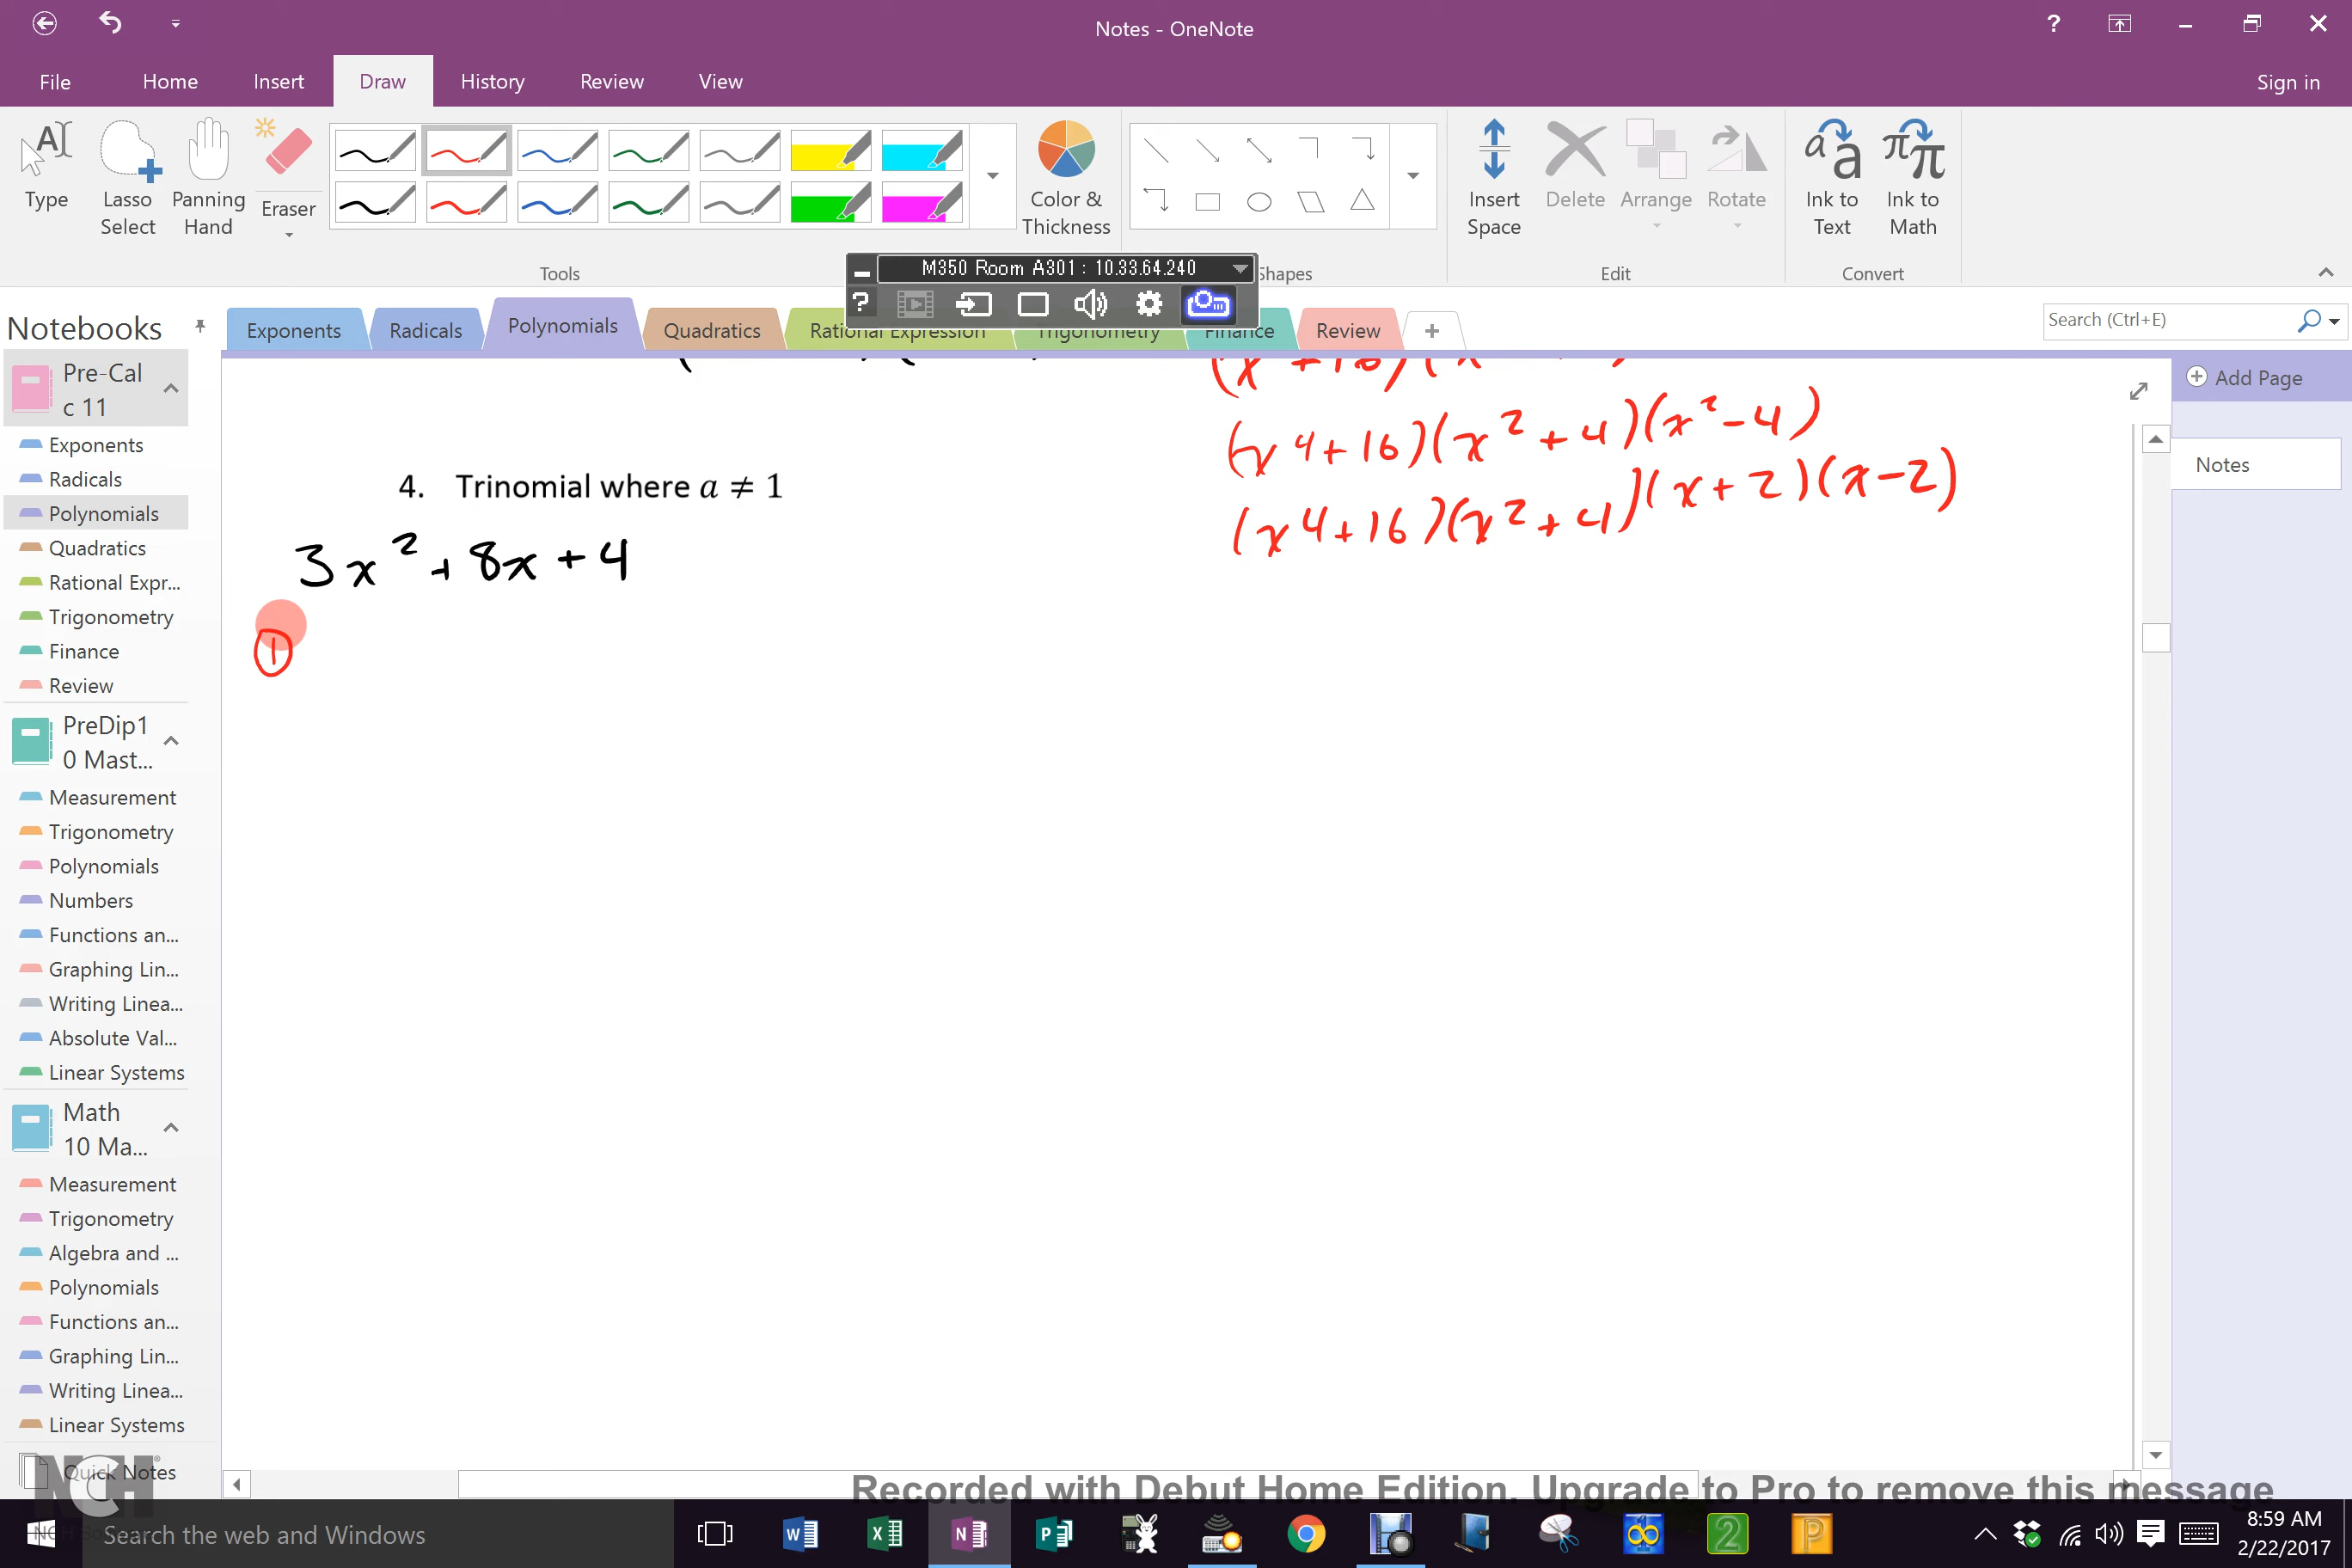 Notes - OneNote
?
File Home Insert Draw History Review View Sign in
Type
Lasso Select
Panning Hand
Eraser
Color & Thickness
Insert Space
Delete
Arrange
Rotate
Ink to Text
Ink to Math
Tools
Shapes
Edit
Convert
M350 Room A301 : 10.33.64.240
?
Notebooks
Exponents Radicals Polynomials Quadratics Rational Expression Trigonometry Finance Review +
Search (Ctrl+E)
Pre-Calc 11
Exponents
Radicals
Polynomials
Quadratics
Rational Expr...
Trigonometry
Finance
Review
PreDip10 Mast...
Measurement
Trigonometry
Polynomials
Numbers
Functions an...
Graphing Lin...
Writing Linea...
Absolute Val...
Linear Systems
Math 10 Ma...
Measurement
Trigonometry
Algebra and ...
Polynomials
Functions an...
Graphing Lin...
Writing Linea...
Linear Systems
Quick Notes
Add Page
Notes
(x⁴+16)(x²+4)(x²-4)
(x⁴+16)(x²+4)(x+2)(x-2)
4. Trinomial where a ≠ 1
3x²+8x+4
①
Recorded with Debut Home Edition. Upgrade to Pro to remove this message
NCH
Search the web and Windows
8:59 AM
2/22/2017